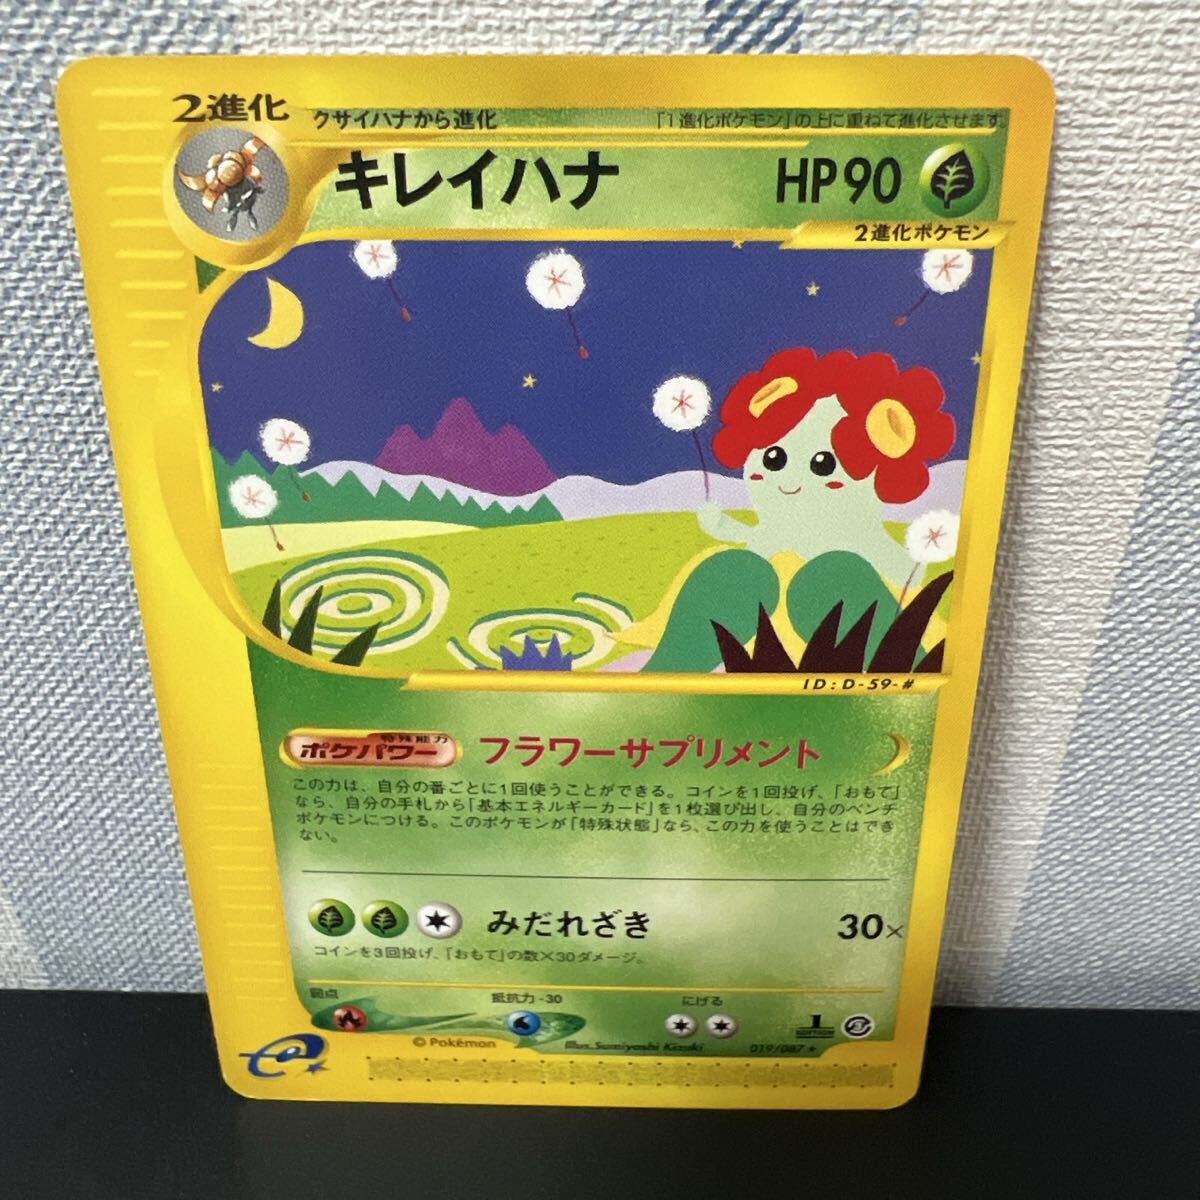 2進化
クサイハナから進化
「1進化ポケモン」の上に重ねて進化させます
キレイハナ
HP90
2進化ポケモン
ID : D-59-#
特殊能力
ポケパワー
フラワーサプリメント
この力は、自分の番ごとに1回使うことができる。コインを1回投げ、「おもて」
なら、自分の手札から「基本エネルギーカード」を1枚選び出し、自分のベンチ
ポケモンにつける。このポケモンが「特殊状態」なら、この力を使うことはでき
ない。
みだれざき
30×
コインを3回投げ、「おもて」の数×30ダメージ。
弱点
抵抗力 -30
にげる
1
EDITION
©Pokémon
Illus. Sumiyoshi Kizuki
019/087 ★
e